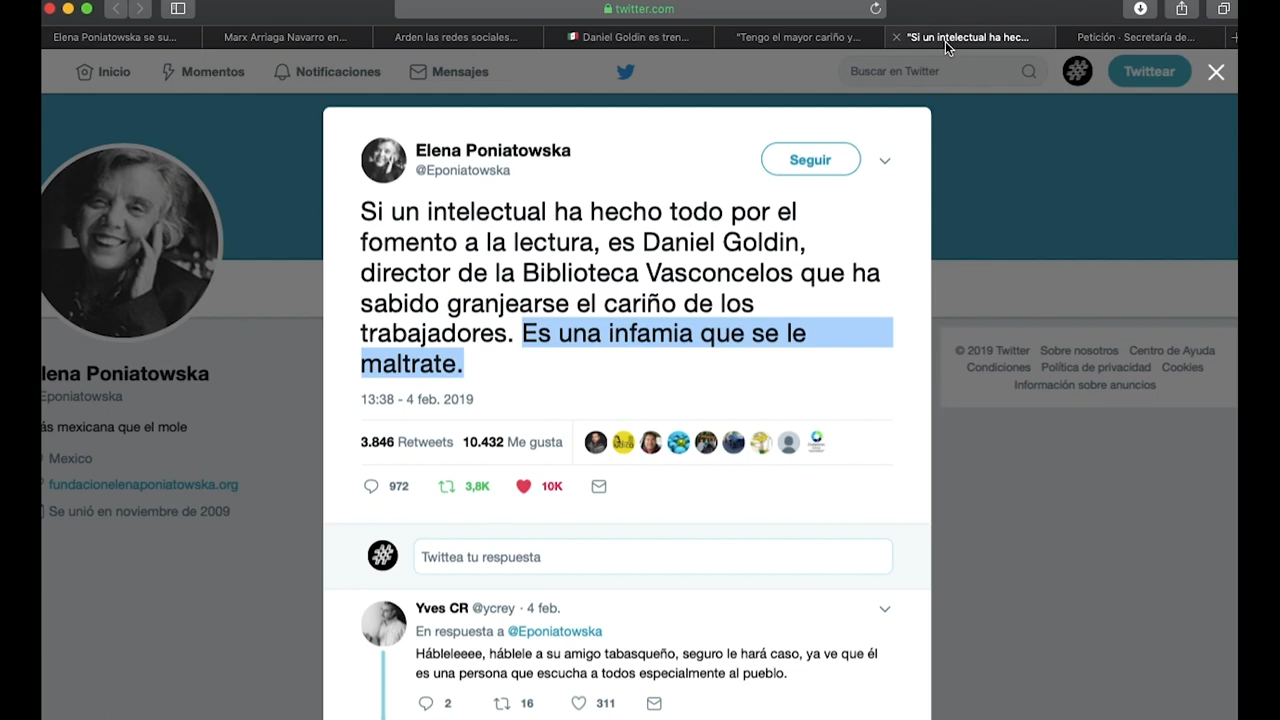 twitter.com
Elena Poniatowska se su...
Marx Arriaga Navarro en...
Arden las redes sociales...
Daniel Goldin es tren...
"Tengo el mayor cariño y...
"Si un intelectual ha hec...
Petición · Secretaría de...
Inicio
Momentos
Notificaciones
Mensajes
Buscar en Twitter
Twittear
Elena Poniatowska
@Eponiatowska
Seguir
Si un intelectual ha hecho todo por el
fomento a la lectura, es Daniel Goldin,
director de la Biblioteca Vasconcelos que ha
sabido granjearse el cariño de los
trabajadores. Es una infamia que se le
maltrate.
13:38 - 4 feb. 2019
3.846 Retweets 10.432 Me gusta
972 3,8K 10K
Twittea tu respuesta
Yves CR @ycrey · 4 feb.
En respuesta a @Eponiatowska
Hábleleeee, háblele a su amigo tabasqueño, seguro le hará caso, ya ve que él
es una persona que escucha a todos especialmente al pueblo.
2 16 311
lena Poniatowska
Eponiatowska
ás mexicana que el mole
Mexico
fundacionelenaponiatowska.org
Se unió en noviembre de 2009
© 2019 Twitter Sobre nosotros Centro de Ayuda
Condiciones Política de privacidad Cookies
Información sobre anuncios